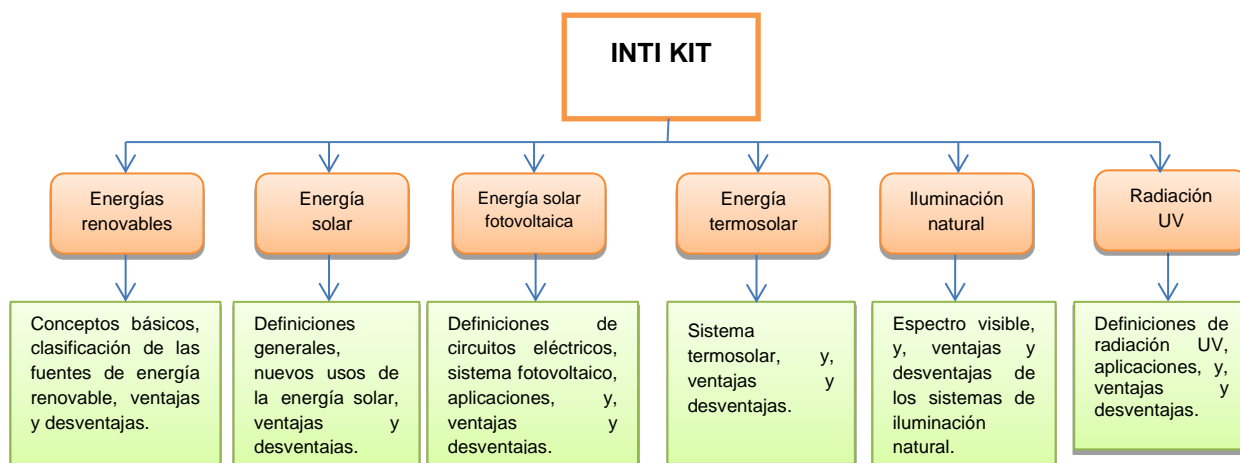 INTI KIT
Energías
renovables
Energía
solar
Energía solar
fotovoltaica
Energía
termosolar
Iluminación
natural
Radiación
UV
Conceptos básicos,
clasificación de las
fuentes de energía
renovable, ventajas
y desventajas.
Definiciones
generales,
nuevos usos de
la energía solar,
ventajas y
desventajas.
Definiciones de
circuitos eléctricos,
sistema fotovoltaico,
aplicaciones, y,
ventajas y
desventajas.
Sistema
termosolar, y,
ventajas y
desventajas.
Espectro visible,
y, ventajas y
desventajas de
los sistemas de
iluminación
natural.
Definiciones de
radiación UV,
aplicaciones, y,
ventajas y
desventajas.